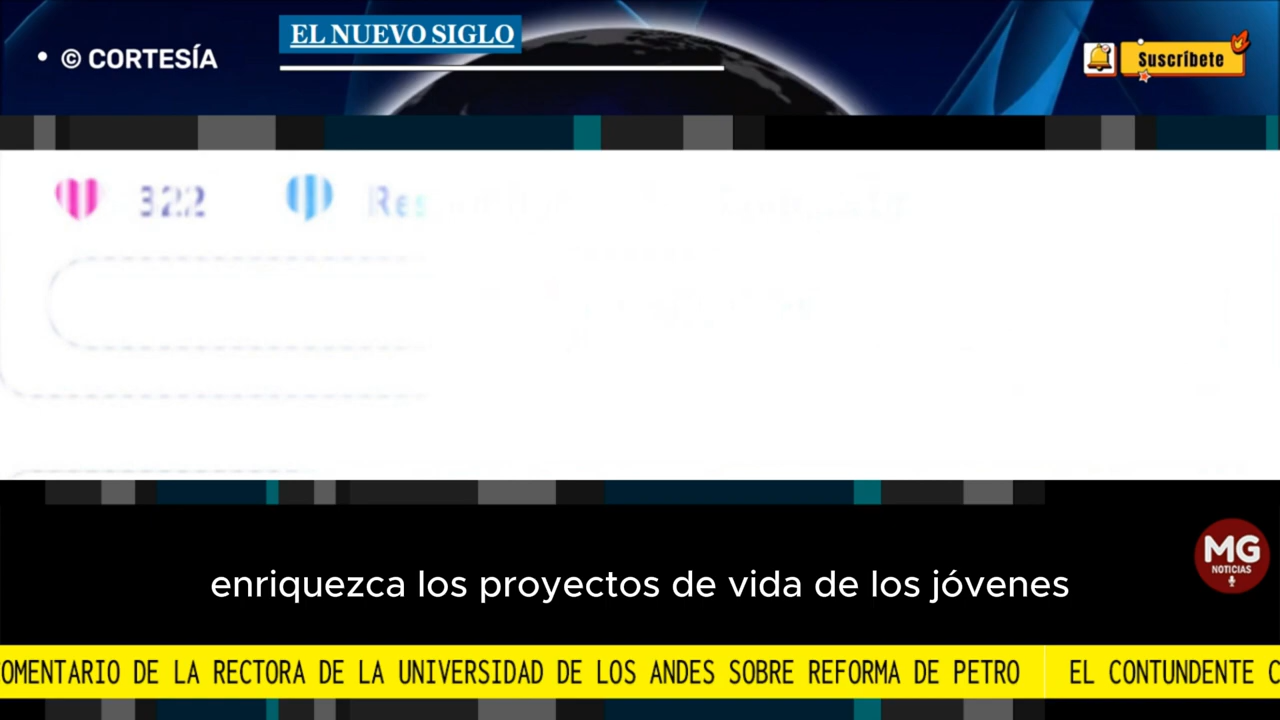 • © CORTESÍA
EL NUEVO SIGLO
Suscríbete
322
Res
enriquezca los proyectos de vida de los jóvenes
MG
NOTICIAS
OMENTARIO DE LA RECTORA DE LA UNIVERSIDAD DE LOS ANDES SOBRE REFORMA DE PETRO EL CONTUNDENTE C